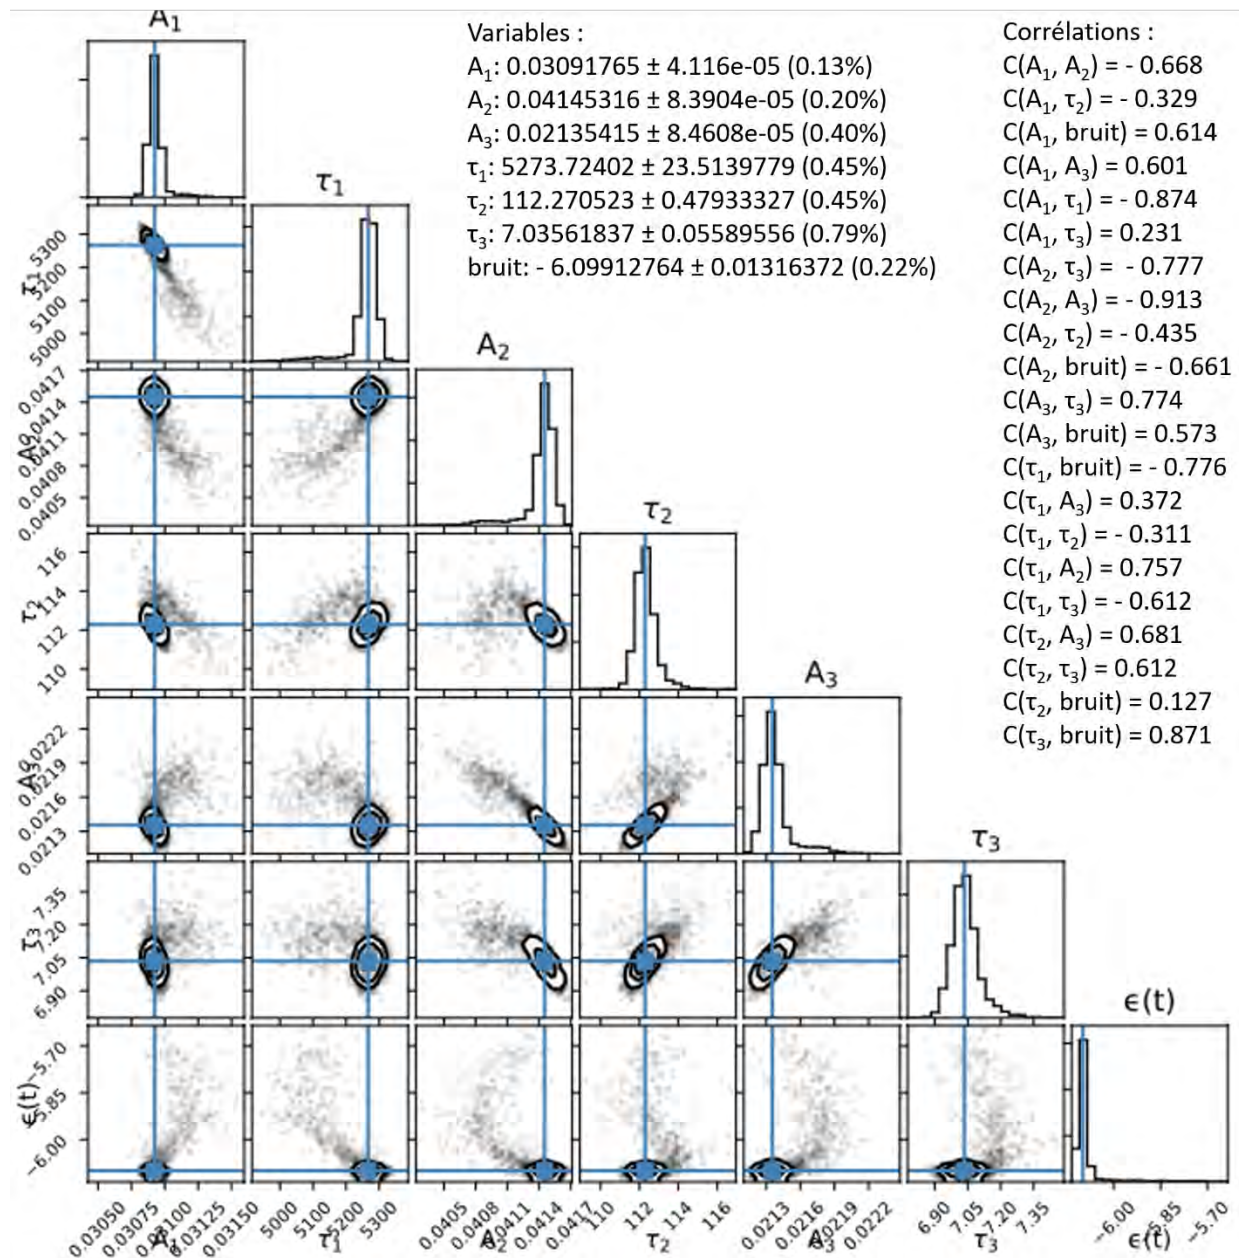 A₁
Variables :
A₁: 0.03091765 ± 4.116e-05 (0.13%)
A₂: 0.04145316 ± 8.3904e-05 (0.20%)
A₃: 0.02135415 ± 8.4608e-05 (0.40%)
τ₁: 5273.72402 ± 23.5139779 (0.45%)
τ₂: 112.270523 ± 0.47933327 (0.45%)
τ₃: 7.03561837 ± 0.05589556 (0.79%)
bruit: - 6.09912764 ± 0.01316372 (0.22%)
Corrélations :
C(A₁, A₂) = - 0.668
C(A₁, τ₂) = - 0.329
C(A₁, bruit) = 0.614
C(A₁, A₃) = 0.601
C(A₁, τ₁) = - 0.874
C(A₁, τ₃) = 0.231
C(A₂, τ₃) = - 0.777
C(A₂, A₃) = - 0.913
C(A₂, τ₂) = - 0.435
C(A₂, bruit) = - 0.661
C(A₃, τ₃) = 0.774
C(A₃, bruit) = 0.573
C(τ₁, bruit) = - 0.776
C(τ₁, A₃) = 0.372
C(τ₁, τ₂) = - 0.311
C(τ₁, A₂) = 0.757
C(τ₁, τ₃) = - 0.612
C(τ₂, A₃) = 0.681
C(τ₂, τ₃) = 0.612
C(τ₂, bruit) = 0.127
C(τ₃, bruit) = 0.871
τ₁
5300
5200
5100
5000
τ₁
A₂
0.0417
0.0414
0.0411
0.0408
0.0405
τ₂
116
114
112
110
A₃
0.0222
0.0219
0.0216
0.0213
τ₃
7.35
7.20
7.05
6.90
τ₃
ϵ(t)
−5.70
−5.85
−6.00
ϵ(t)
0.03050 0.03075 0.03100 0.03125 0.03150
A₁
5000 5100 5200 5300
τ₁
0.0405 0.0408 0.0411 0.0414 0.0417
A₂
110 112 114 116
τ₂
0.0213 0.0216 0.0219 0.0222
A₃
6.90 7.05 7.20 7.35
τ₃
−6.00 −5.85 −5.70
ϵ(t)